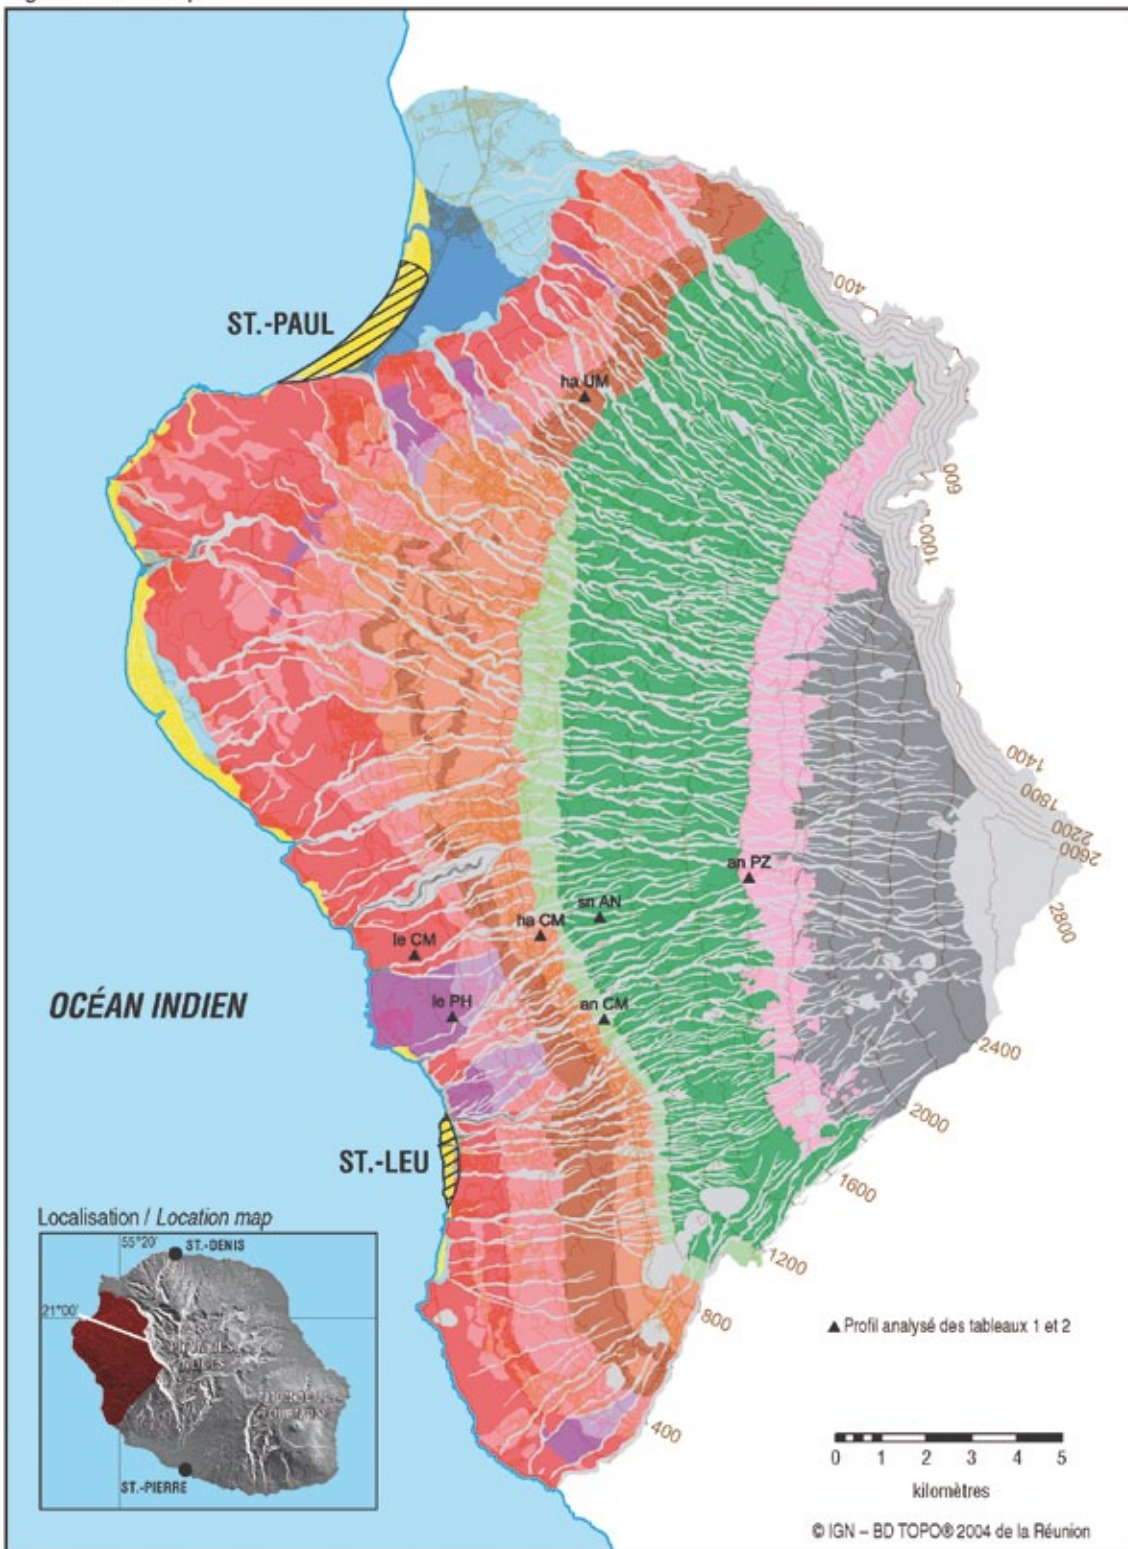 400
ST.-PAUL
ha UM
600
1000
1400
1800
2200
2600
2802
an PZ
sn AN
ha CM
le CM
OCÉAN INDIEN
le PH
an CM
2400
2000
ST.-LEU
1600
Localisation / Location map
55°20'
ST.-DENIS
1200
21°00'
800
▲ Profil analysé des tableaux 1 et 2
400
0 1 2 3 4 5
ST.-PIERRE
kilomètres
© IGN – BD TOPO® 2004 de la Réunion